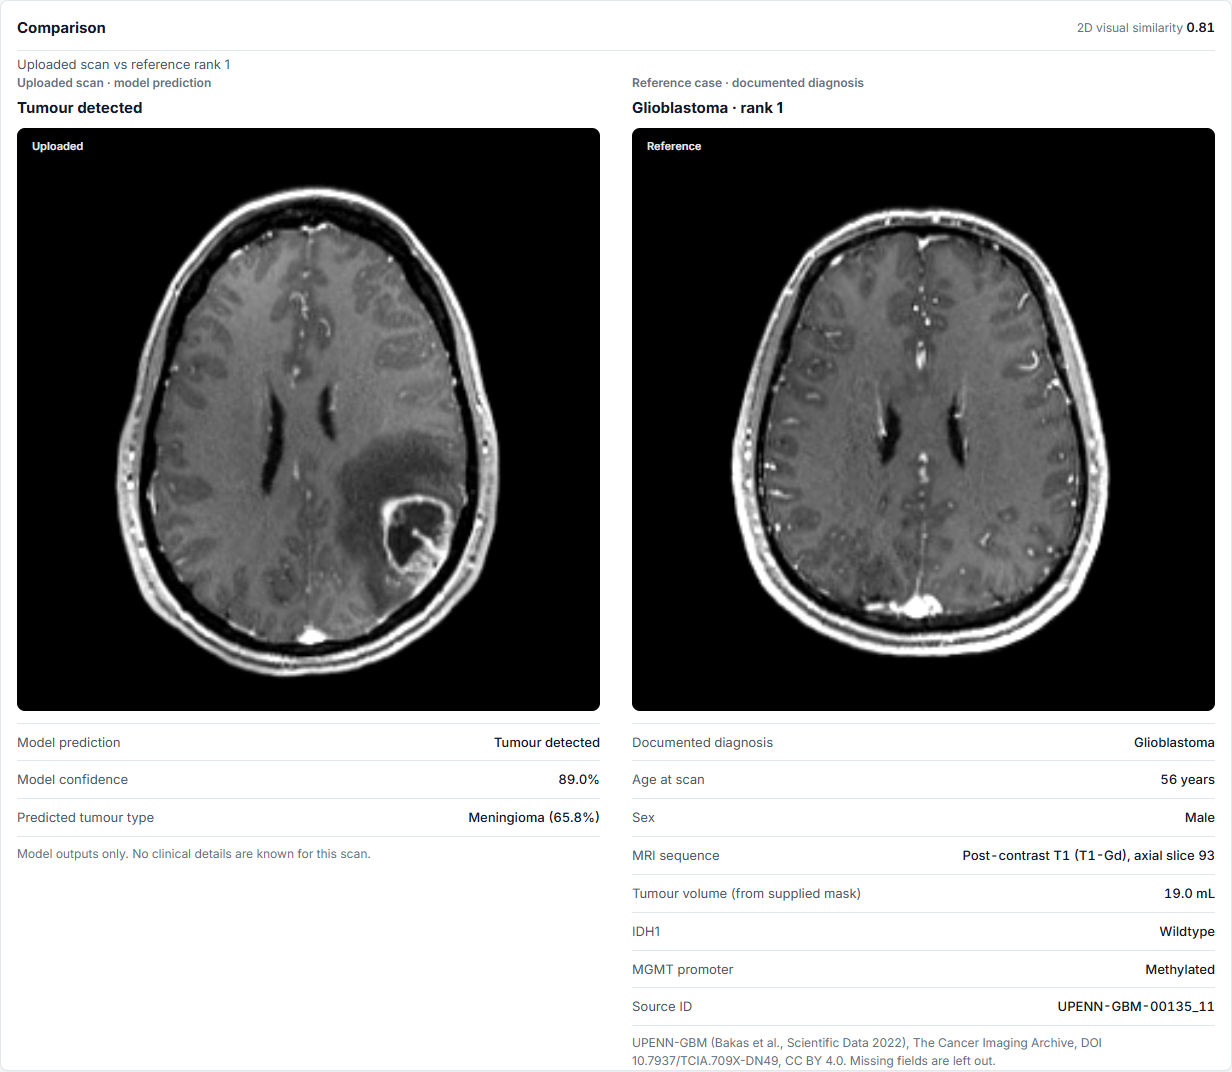 Comparison
2D visual similarity 0.81
Uploaded scan vs reference rank 1
Uploaded scan · model prediction
Tumour detected
Uploaded
Model prediction Tumour detected
Model confidence 89.0%
Predicted tumour type Meningioma (65.8%)
Model outputs only. No clinical details are known for this scan.
Reference case · documented diagnosis
Glioblastoma · rank 1
Reference
Documented diagnosis Glioblastoma
Age at scan 56 years
Sex Male
MRI sequence Post-contrast T1 (T1-Gd), axial slice 93
Tumour volume (from supplied mask) 19.0 mL
IDH1 Wildtype
MGMT promoter Methylated
Source ID UPENN-GBM-00135_11
UPENN-GBM (Bakas et al., Scientific Data 2022), The Cancer Imaging Archive, DOI
10.7937/TCIA.709X-DN49, CC BY 4.0. Missing fields are left out.